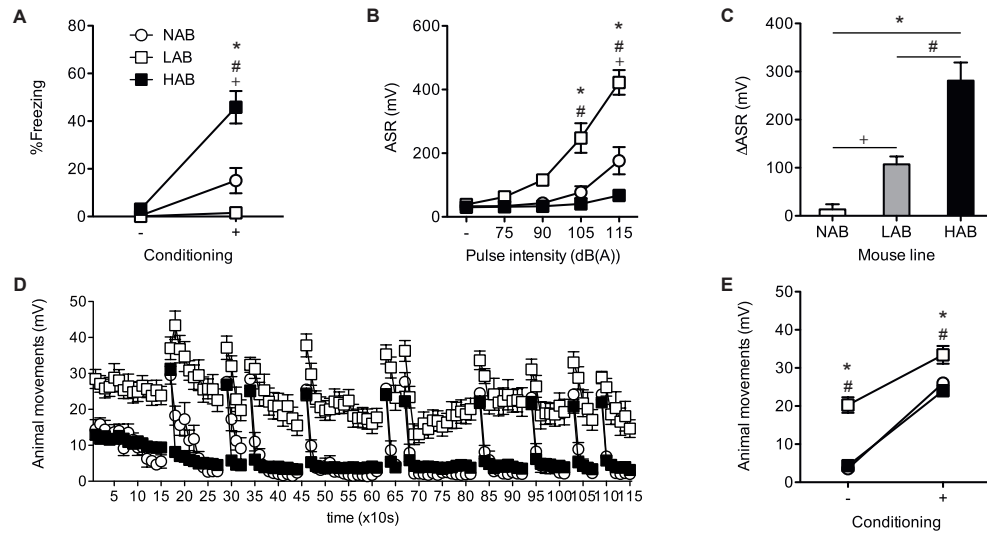 A
80
60
40
20
0
%Freezing
NAB
LAB
HAB
*
#
+
- +
Conditioning
B
600
400
200
0
ASR (mV)
*
#
*
#
+
- 75 90 105 115
Pulse intensity (dB(A))
C
400
300
200
100
0
ΔASR (mV)
*
#
+
NAB LAB HAB
Mouse line
D
50
40
30
20
10
0
Animal movements (mV)
5 10 15 20 25 30 35 40 45 50 55 60 65 70 75 80 85 90 95 100 105 110 115
time (x10s)
E
50
40
30
20
10
0
Animal movements (mV)
*
#
*
#
- +
Conditioning